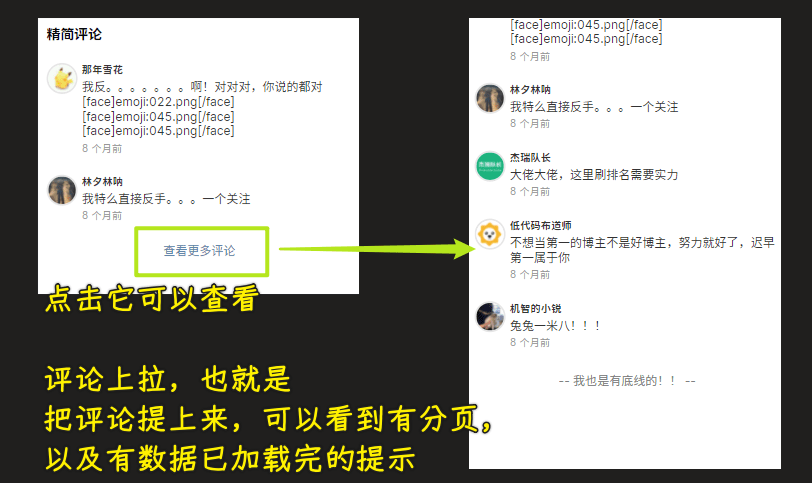 精简评论
那年雪花
我反。。。。。。。啊！对对对，你说的都对
[face]emoji:022.png[/face]
[face]emoji:045.png[/face]
[face]emoji:045.png[/face]
8 个月前
林夕林呐
我特么直接反手。。。一个关注
8 个月前
查看更多评论
点击它可以查看
评论上拉，也就是
把评论提上来，可以看到有分页，
以及有数据已加载完的提示
[face]emoji:045.png[/face]
[face]emoji:045.png[/face]
8 个月前
林夕林呐
我特么直接反手。。。一个关注
8 个月前
杰瑞队长
杰瑞队长
大佬大佬，这里刷排名需要实力
8 个月前
低代码布道师
不想当第一的博主不是好博主，努力就好了，迟早
第一属于你
8 个月前
机智的小锐
兔兔一米八！！！
8 个月前
-- 我也是有底线的！！ --